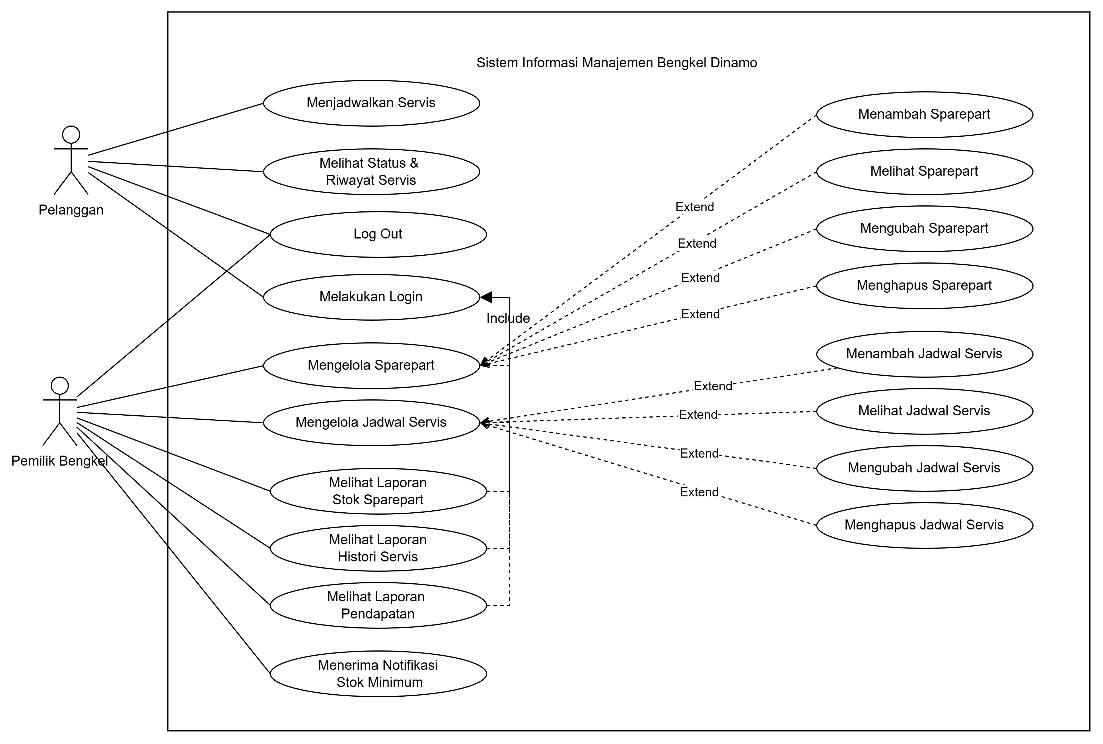 Sistem Informasi Manajemen Bengkel Dinamo
Pelanggan
Pemilik Bengkel
Menjadwalkan Servis
Melihat Status &
Riwayat Servis
Log Out
Melakukan Login
Include
Mengelola Sparepart
Mengelola Jadwal Servis
Melihat Laporan
Stok Sparepart
Melihat Laporan
Histori Servis
Melihat Laporan
Pendapatan
Menerima Notifikasi
Stok Minimum
Extend
Extend
Extend
Extend
Extend
Extend
Extend
Extend
Menambah Sparepart
Melihat Sparepart
Mengubah Sparepart
Menghapus Sparepart
Menambah Jadwal Servis
Melihat Jadwal Servis
Mengubah Jadwal Servis
Menghapus Jadwal Servis